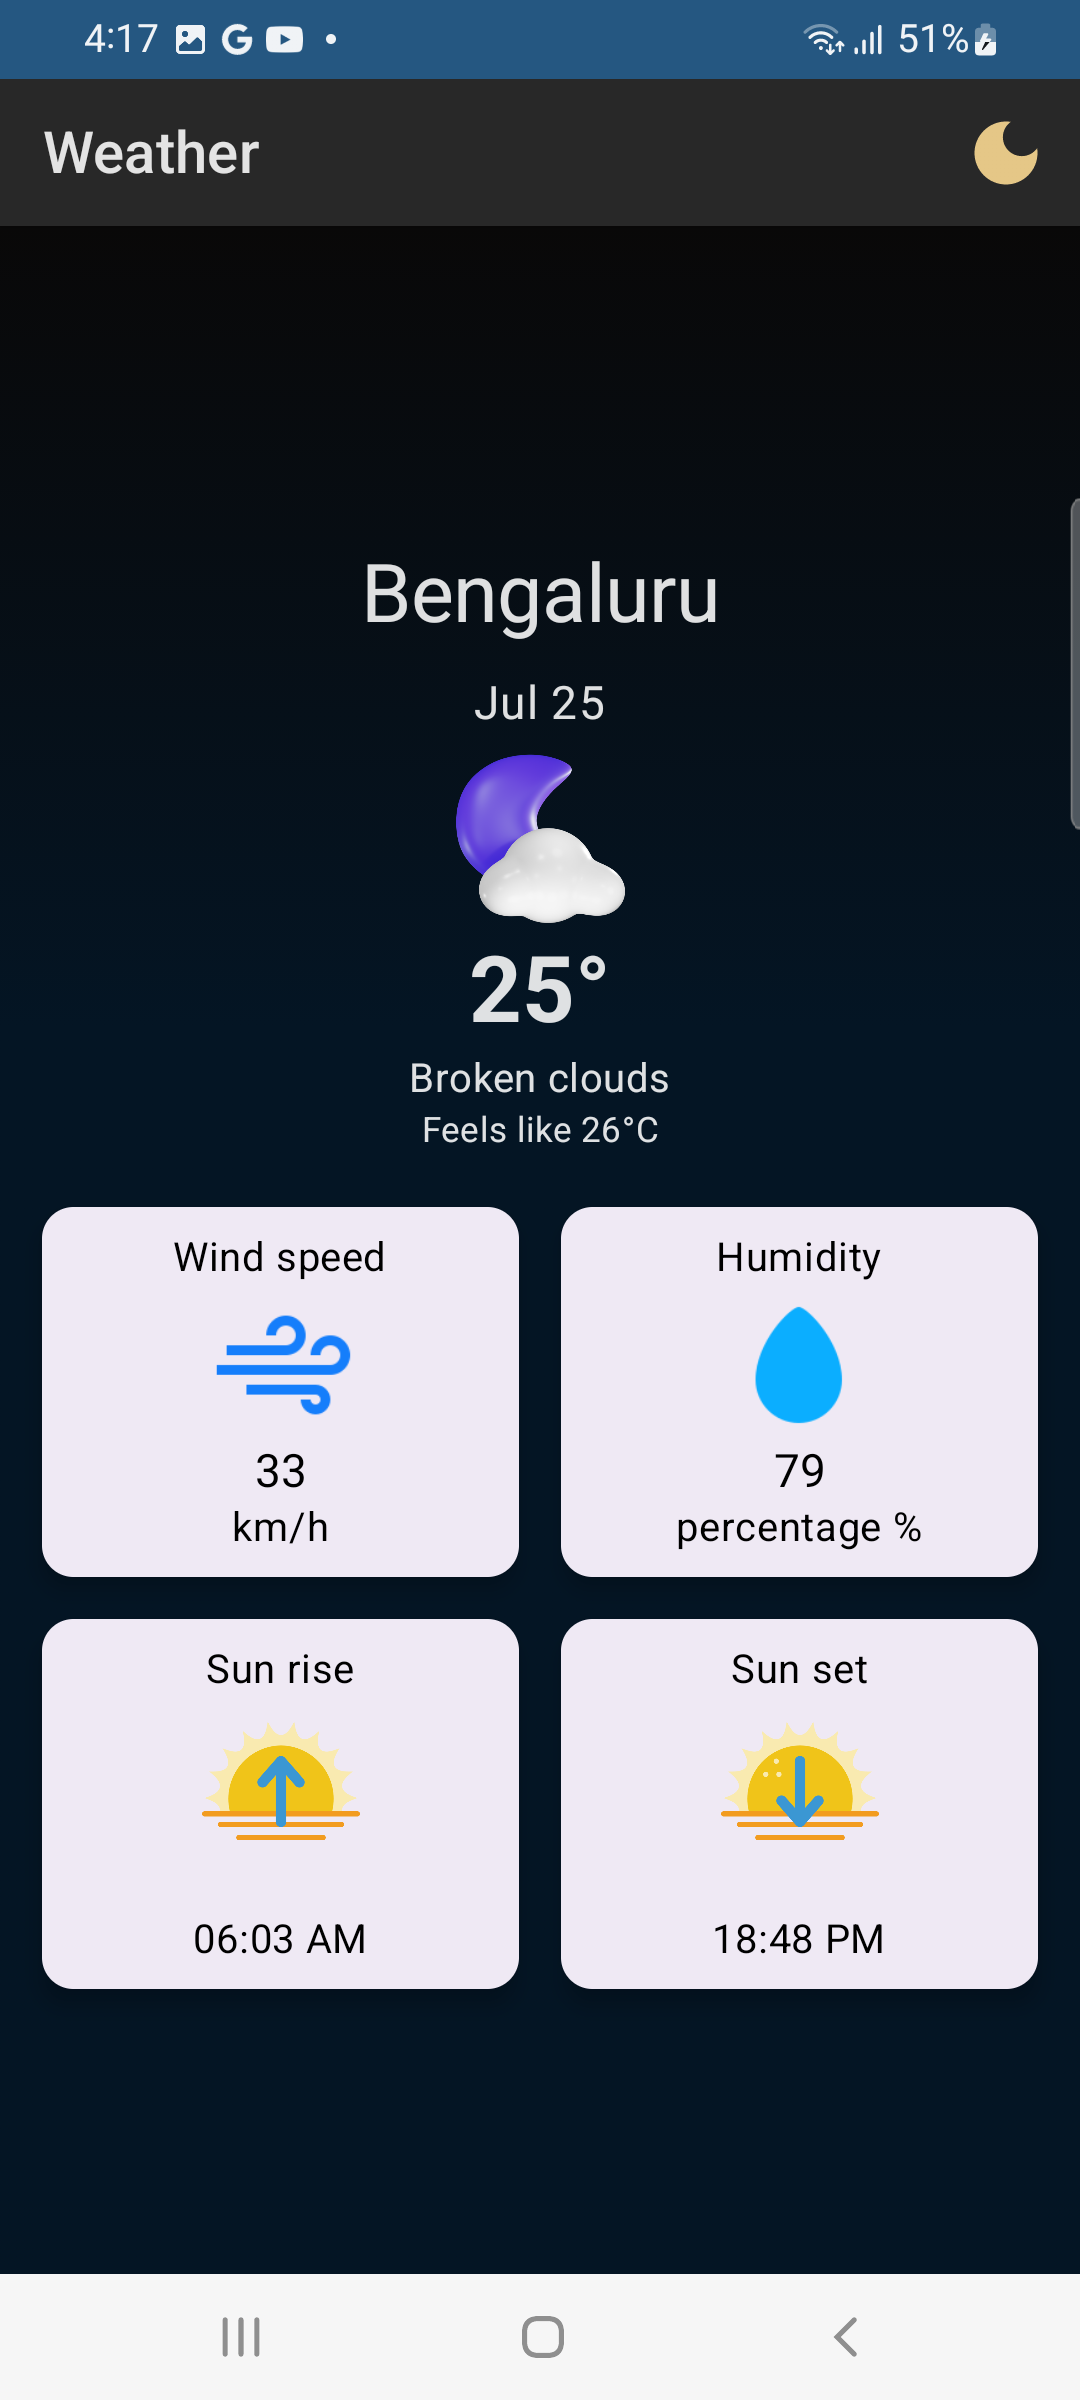 4:17 51%
Weather
Bengaluru
Jul 25
25°
Broken clouds
Feels like 26°C
Wind speed
33
km/h
Humidity
79
percentage %
Sun rise
06:03 AM
Sun set
18:48 PM